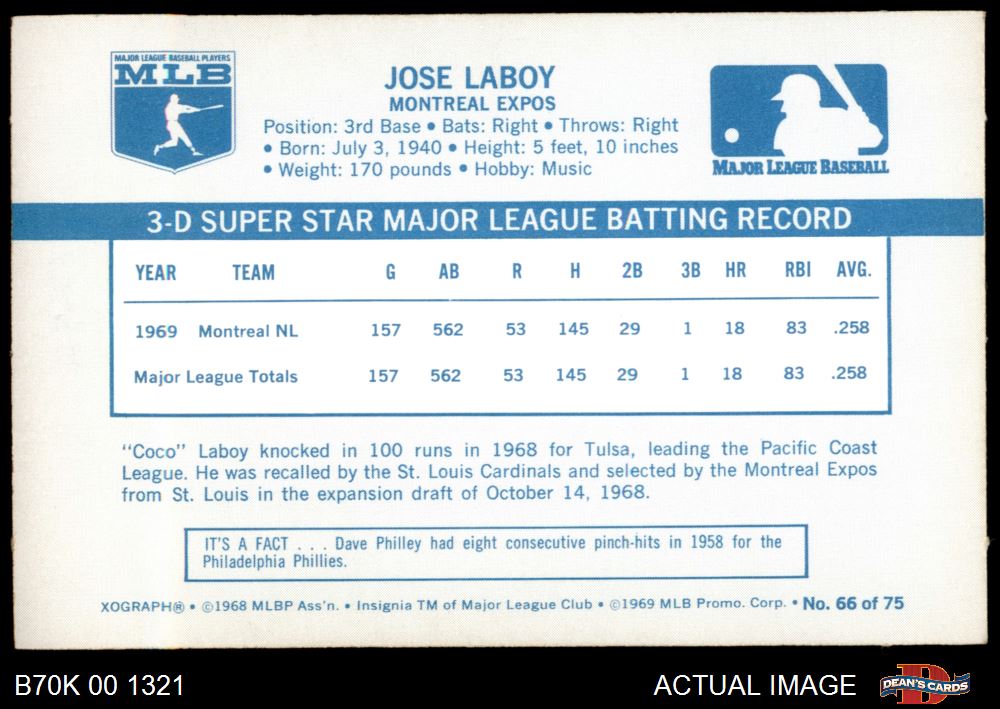 MAJOR LEAGUE BASEBALL PLAYERS
MLB
JOSE LABOY
MONTREAL EXPOS
Position: 3rd Base • Bats: Right • Throws: Right
• Born: July 3, 1940 • Height: 5 feet, 10 inches
• Weight: 170 pounds • Hobby: Music
MAJOR LEAGUE BASEBALL
3-D SUPER STAR MAJOR LEAGUE BATTING RECORD
YEAR TEAM G AB R H 2B 3B HR RBI AVG.
1969 Montreal NL 157 562 53 145 29 1 18 83 .258
Major League Totals 157 562 53 145 29 1 18 83 .258
“Coco” Laboy knocked in 100 runs in 1968 for Tulsa, leading the Pacific Coast
League. He was recalled by the St. Louis Cardinals and selected by the Montreal Expos
from St. Louis in the expansion draft of October 14, 1968.
IT'S A FACT . . . Dave Philley had eight consecutive pinch-hits in 1958 for the
Philadelphia Phillies.
XOGRAPH® • ©1968 MLBP Ass'n. • Insignia TM of Major League Club • ©1969 MLB Promo. Corp. • No. 66 of 75
B70K 00 1321
ACTUAL IMAGE
D
DEAN'S CARDS